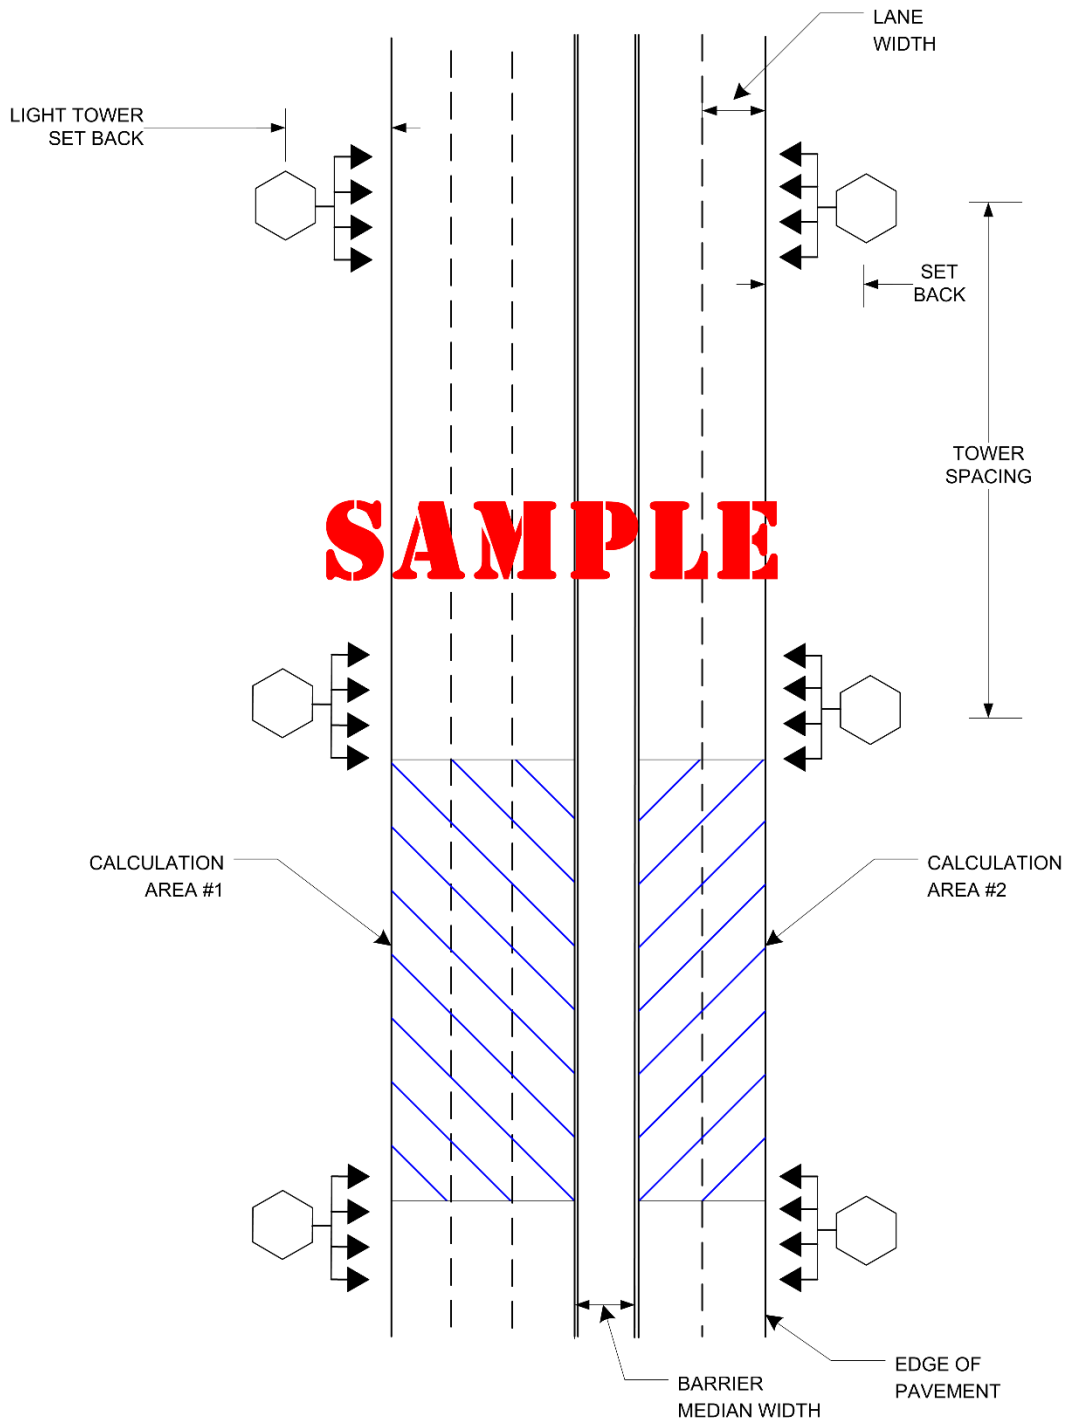 LANE
WIDTH
LIGHT TOWER
SET BACK
SET
BACK
TOWER
SPACING
SAMPLE
CALCULATION
AREA #1
CALCULATION
AREA #2
EDGE OF
PAVEMENT
BARRIER
MEDIAN WIDTH